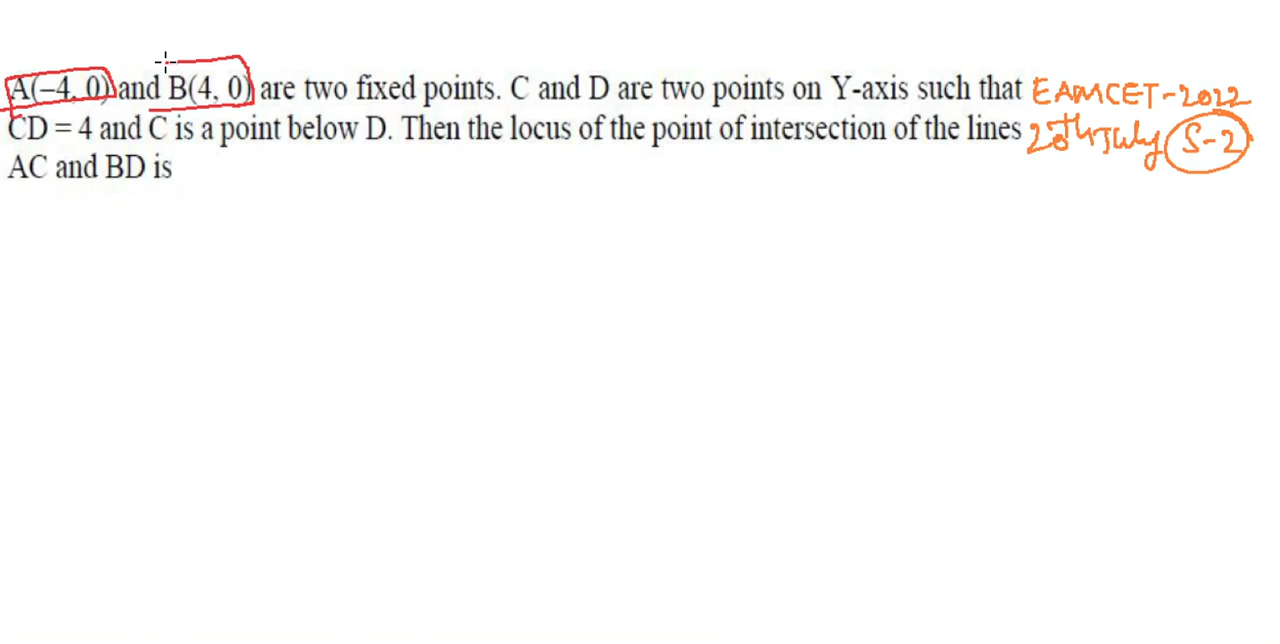 A(−4, 0) and B(4, 0) are two fixed points. C and D are two points on Y-axis such that EAMCET-2022
CD = 4 and C is a point below D. Then the locus of the point of intersection of the lines 20th July S-2
AC and BD is